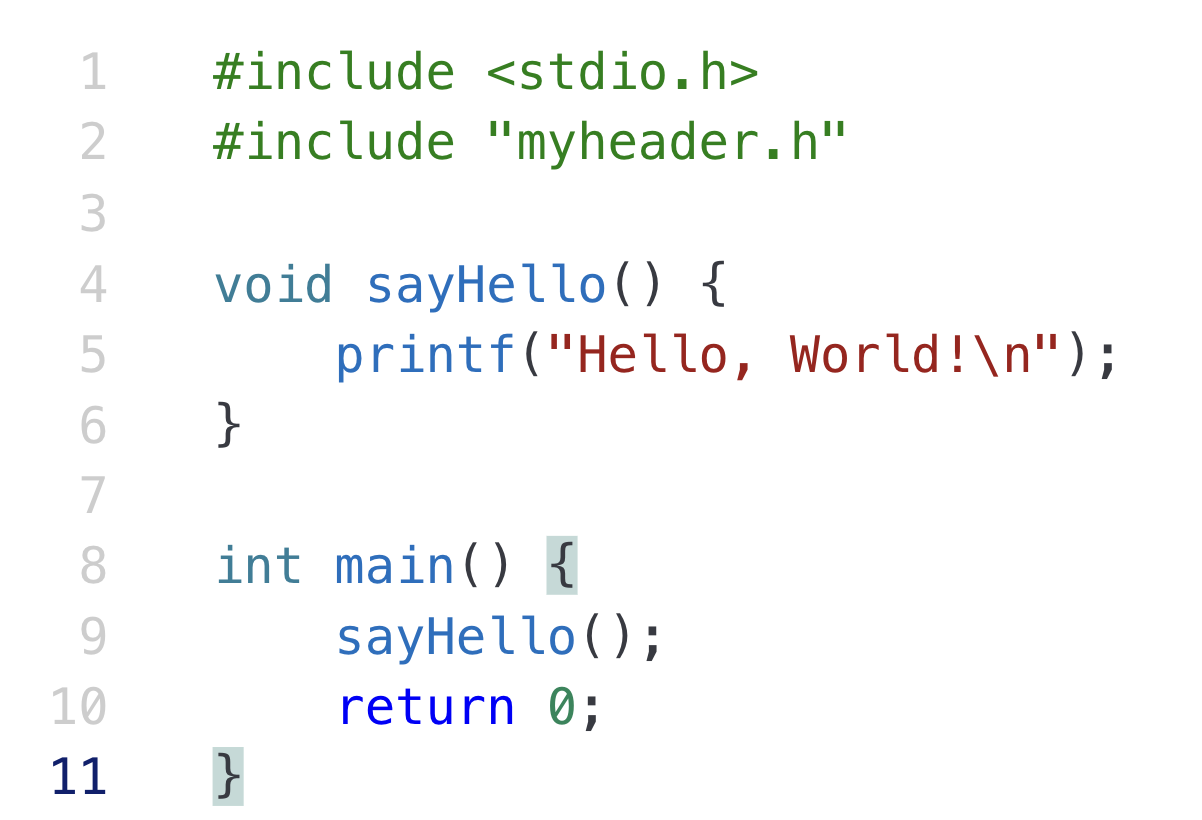 1 #include <stdio.h>
2 #include "myheader.h"
3
4 void sayHello() {
5     printf("Hello, World!\n");
6 }
7
8 int main() {
9     sayHello();
10     return 0;
11 }